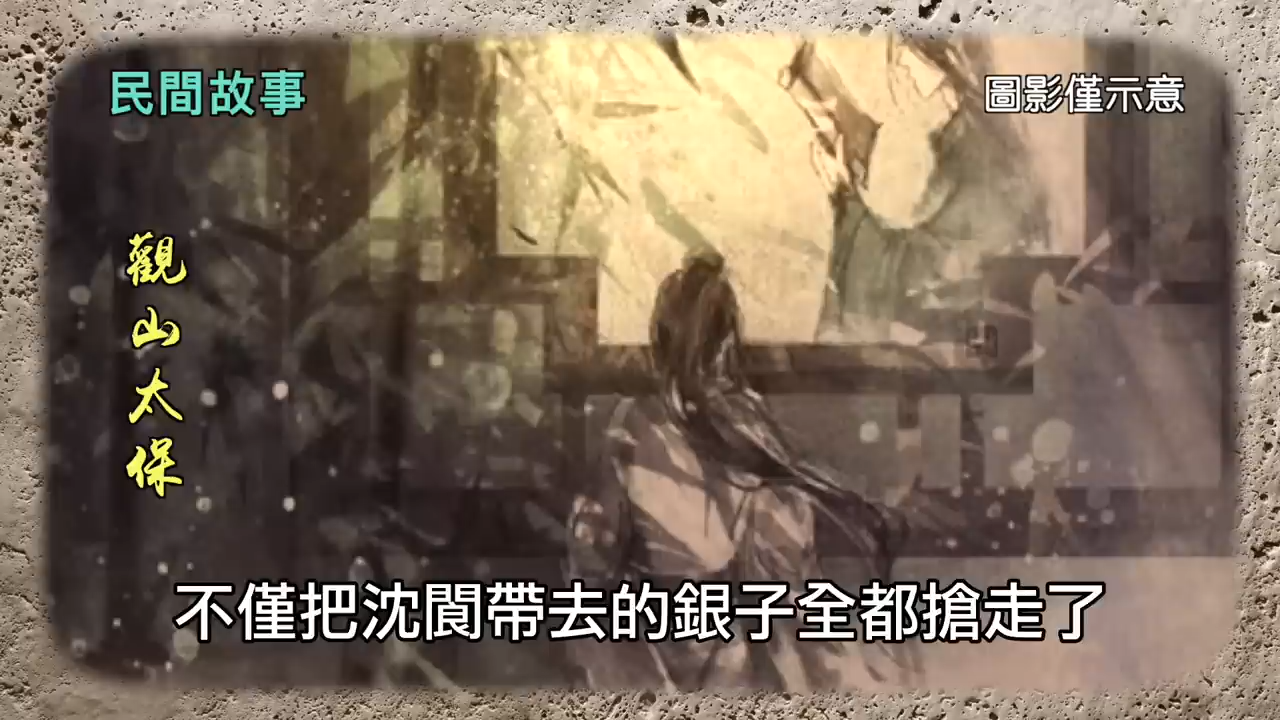 民間故事
圖影僅示意
觀山太保
不僅把沈閬帶去的銀子全都搶走了